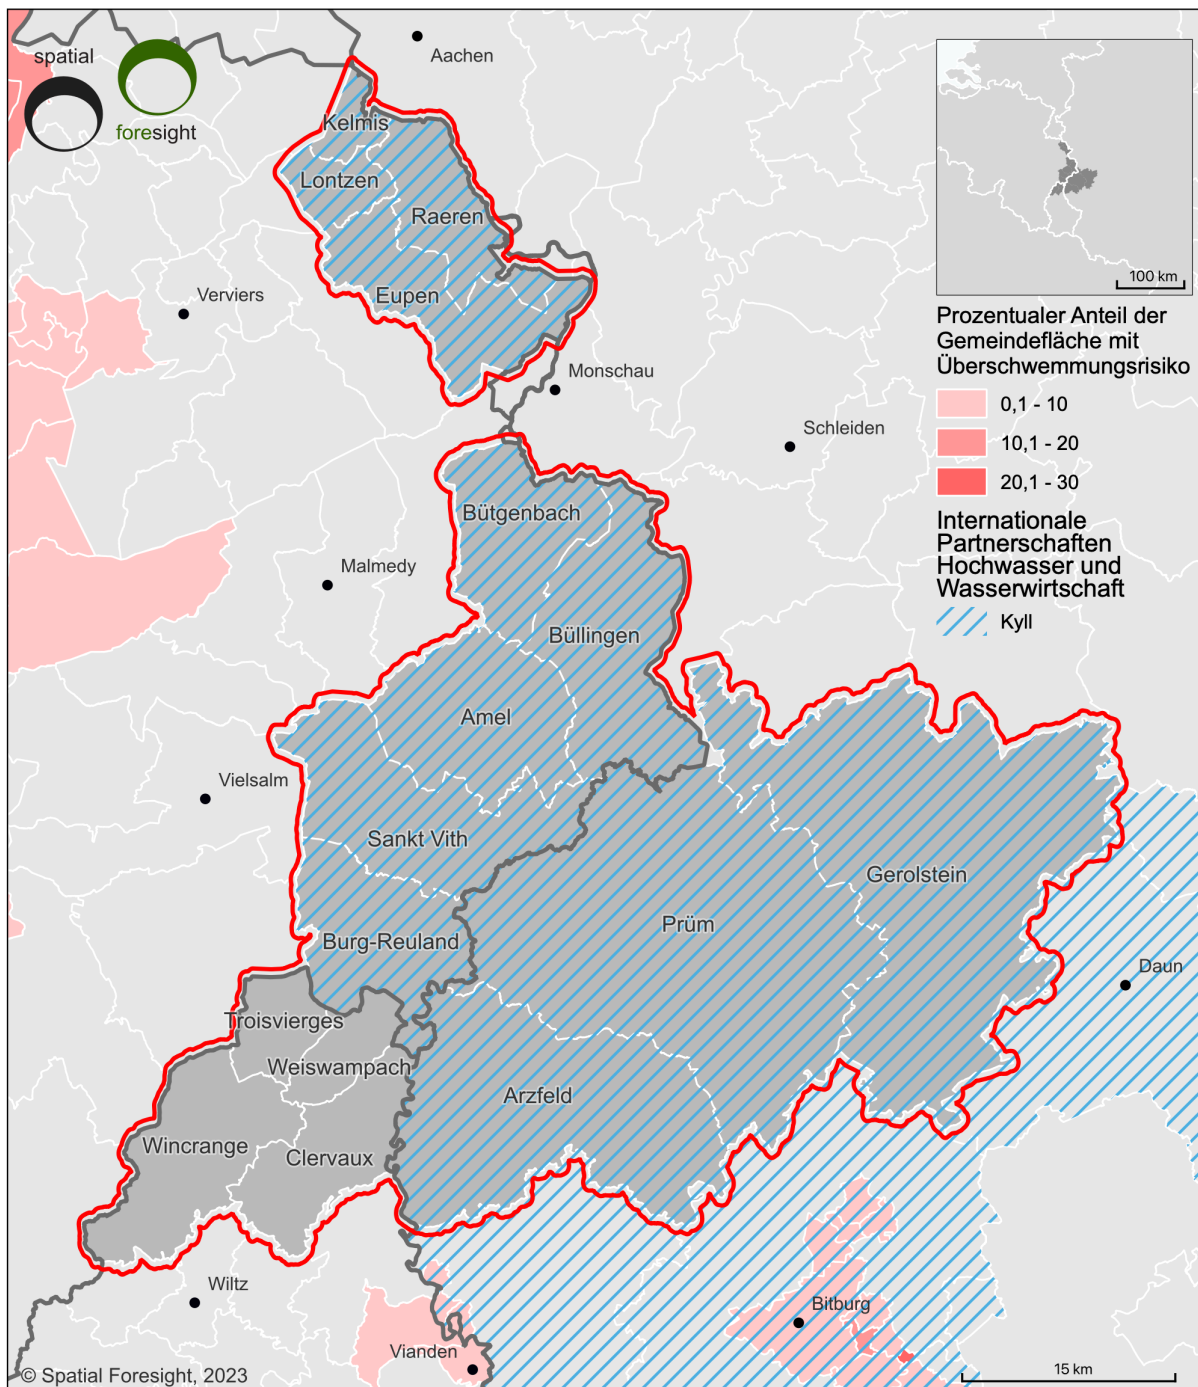 spatial
foresight
Aachen
Kelmis
Lontzen
Raeren
Verviers
Eupen
Monschau
Schleiden
Bütgenbach
Malmedy
Büllingen
Amel
Vielsalm
Sankt Vith
Gerolstein
Prüm
Burg-Reuland
Daun
Troisvierges
Weiswampach
Arzfeld
Wincrange
Clervaux
Wiltz
Bitburg
Vianden
© Spatial Foresight, 2023
15 km
100 km
Prozentualer Anteil der
Gemeindefläche mit
Überschwemmungsrisiko
0,1 - 10
10,1 - 20
20,1 - 30
Internationale
Partnerschaften
Hochwasser und
Wasserwirtschaft
Kyll